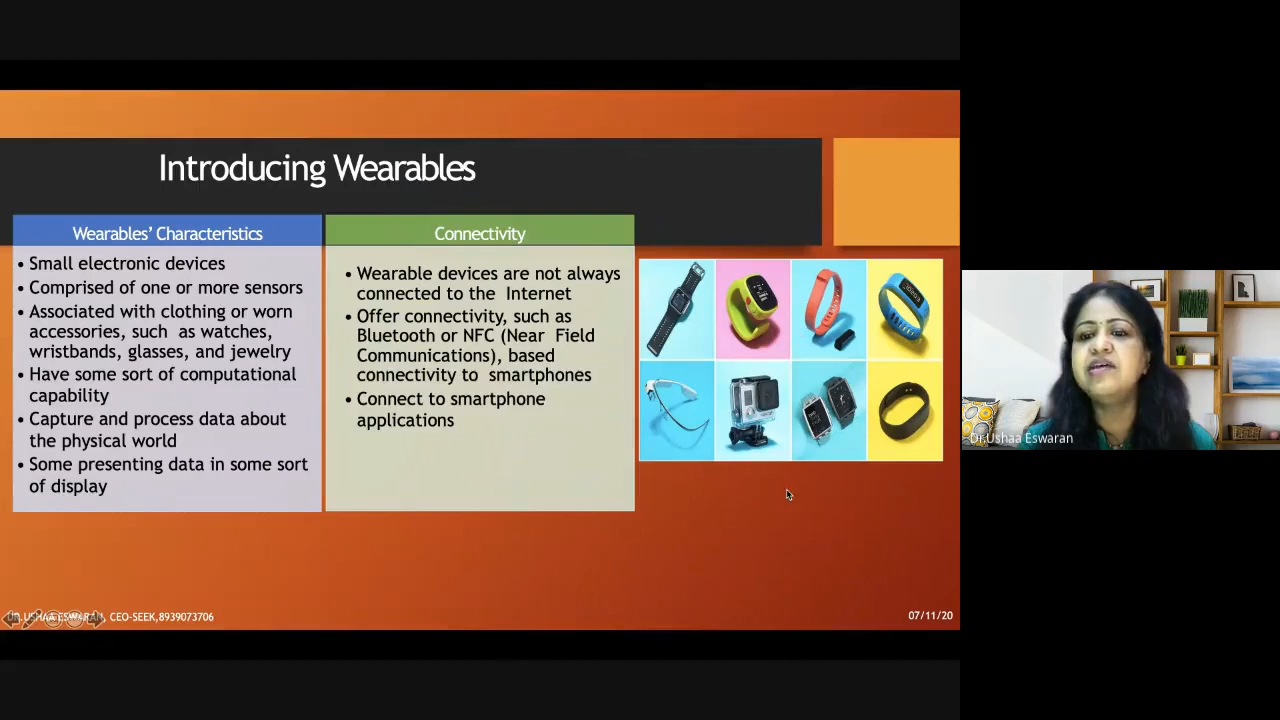 Introducing Wearables
Wearables’ Characteristics
• Small electronic devices
• Comprised of one or more sensors
• Associated with clothing or worn
accessories, such as watches,
wristbands, glasses, and jewelry
• Have some sort of computational
capability
• Capture and process data about
the physical world
• Some presenting data in some sort
of display
Connectivity
• Wearable devices are not always
connected to the Internet
• Offer connectivity, such as
Bluetooth or NFC (Near Field
Communications), based
connectivity to smartphones
• Connect to smartphone
applications
Dr.Ushaa Eswaran
DR.USHAA ESWARAN, CEO-SEEK,8939073706
07/11/20